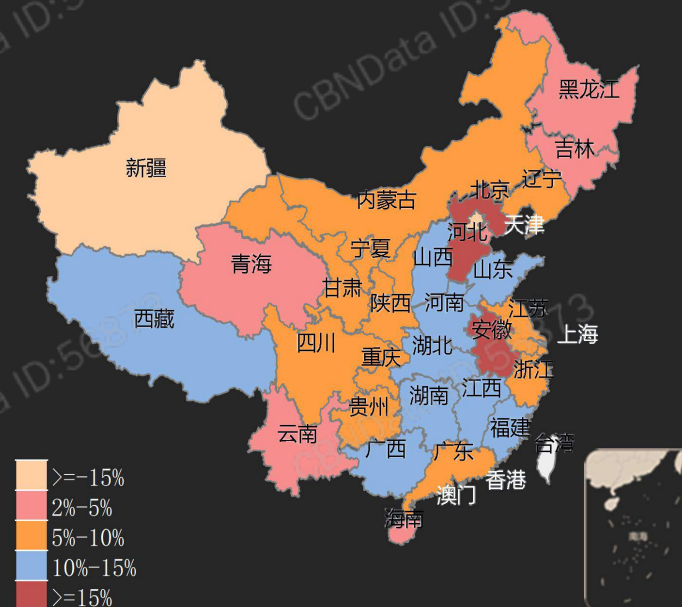 CBNData ID:5
黑龙江
吉林
新疆
辽宁
北京
内蒙古
天津
河北
宁夏
山西
青海
山东
甘肃
陕西
河南
江苏
西藏
安徽
上海
四川
湖北
重庆
浙江
江西
湖南
贵州
福建
云南
台湾
广西
广东
香港
澳门
海南
南海
>=-15%
2%-5%
5%-10%
10%-15%
>=15%